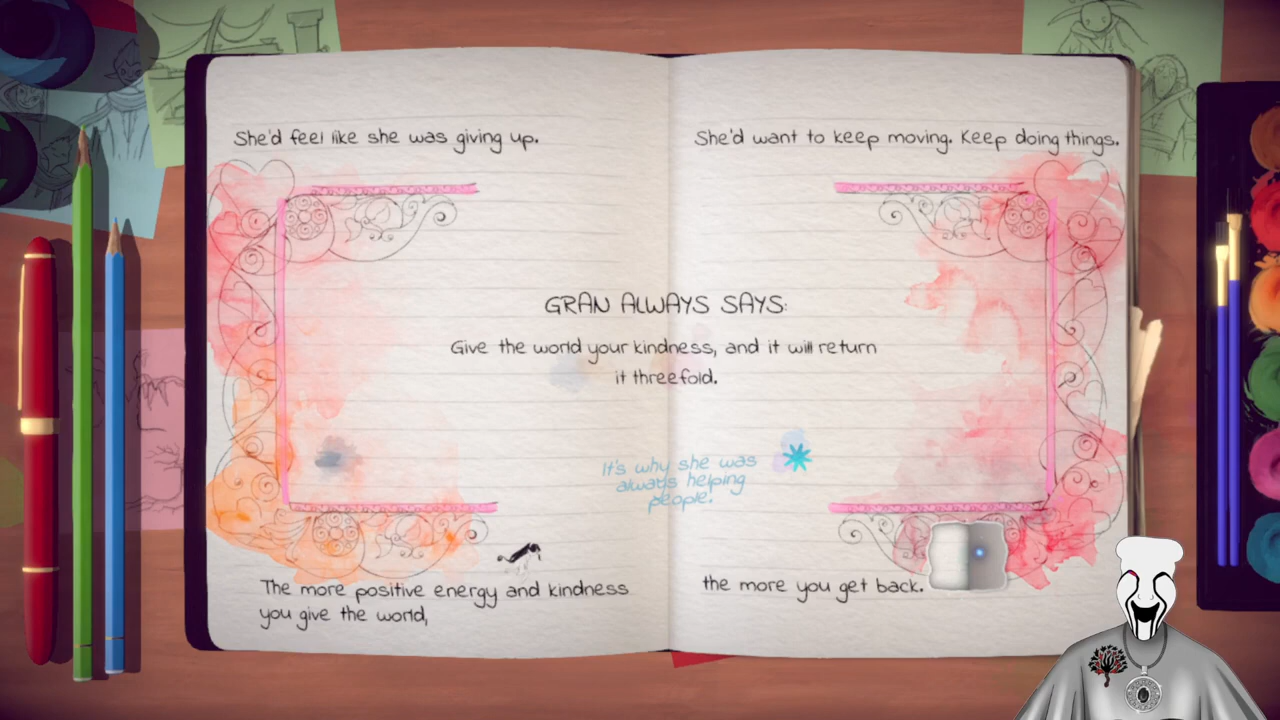 She'd feel like she was giving up.
She'd want to keep moving. Keep doing things.
GRAN ALWAYS SAYS:
Give the world your kindness, and it will return
it threefold.
It's why she was
always helping
people!
The more positive energy and kindness
you give the world,
the more you get back.